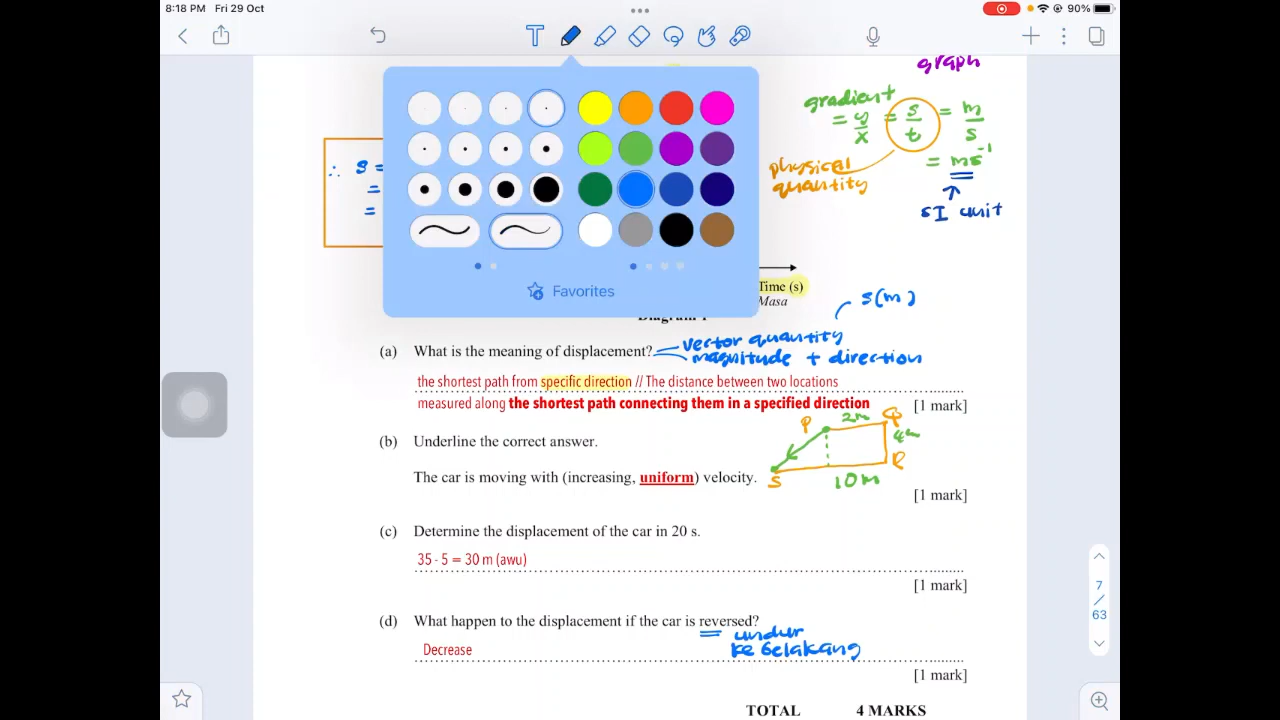 8:18 PM Fri 29 Oct
90%
T
graph
gradient
= y/x = s/t = m/s
= ms⁻¹
physical
quantity
SI unit
∴ s =
=
=
Favorites
Time (s)
Masa
Diagram 1
s(m)
(a) What is the meaning of displacement? vector quantity
magnitude + direction
the shortest path from specific direction // The distance between two locations
measured along the shortest path connecting them in a specified direction
[1 mark]
P 2m Q
4m
(b) Underline the correct answer.
R
The car is moving with (increasing, uniform) velocity.
S 10m
[1 mark]
(c) Determine the displacement of the car in 20 s.
35 - 5 = 30 m (awu)
[1 mark]
7
/
63
(d) What happen to the displacement if the car is reversed?
= undur
Decrease
ke belakang
[1 mark]
TOTAL 4 MARKS